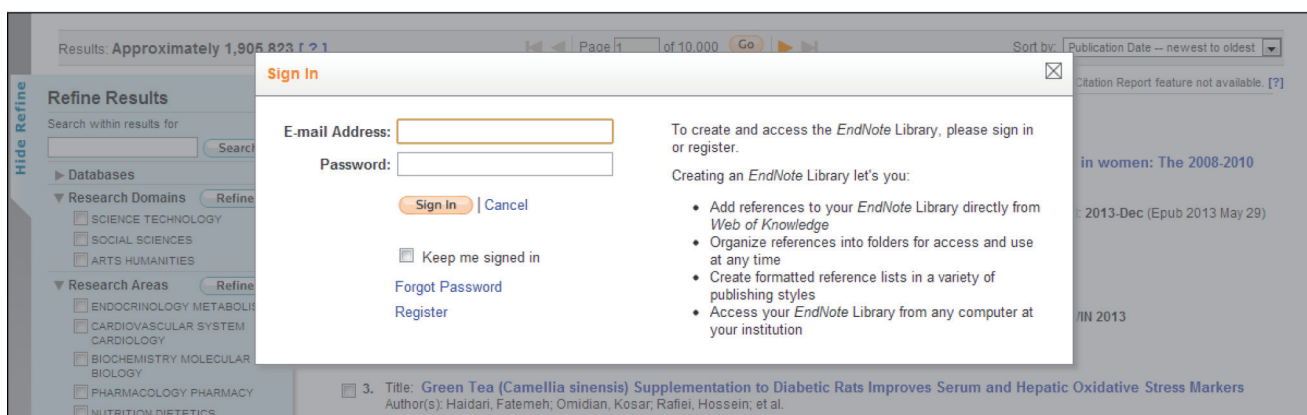 Results: Approximately 1,905,823 [ ? ]
Page 1 of 10,000 Go
Sort by: Publication Date -- newest to oldest
Hide Refine
Refine Results
Search within results for
Search
Databases
Research Domains Refine
SCIENCE TECHNOLOGY
SOCIAL SCIENCES
ARTS HUMANITIES
Research Areas Refine
ENDOCRINOLOGY
CARDIOVASCULAR SYSTEM
CARDIOLOGY
BIOCHEMISTRY MOLECULAR
BIOLOGY
PHARMACOLOGY PHARMACY
NUTRITION DIETETICS
Sign In
E-mail Address:
Password:
Sign In | Cancel
Keep me signed in
Forgot Password
Register
To create and access the EndNote Library, please sign in
or register.
Creating an EndNote Library let's you:
• Add references to your EndNote Library directly from
Web of Knowledge
• Organize references into folders for access and use
at any time
• Create formatted reference lists in a variety of
publishing styles
• Access your EndNote Library from any computer at
your institution
Citation Report feature not available. [?]
in women: The 2008-2010
2013-Dec (Epub 2013 May 29)
IN 2013
3. Title: Green Tea (Camellia sinensis) Supplementation to Diabetic Rats Improves Serum and Hepatic Oxidative Stress Markers
Author(s): Haidari, Fatemeh; Omidian, Kosar; Rafiei, Hossein; et al.